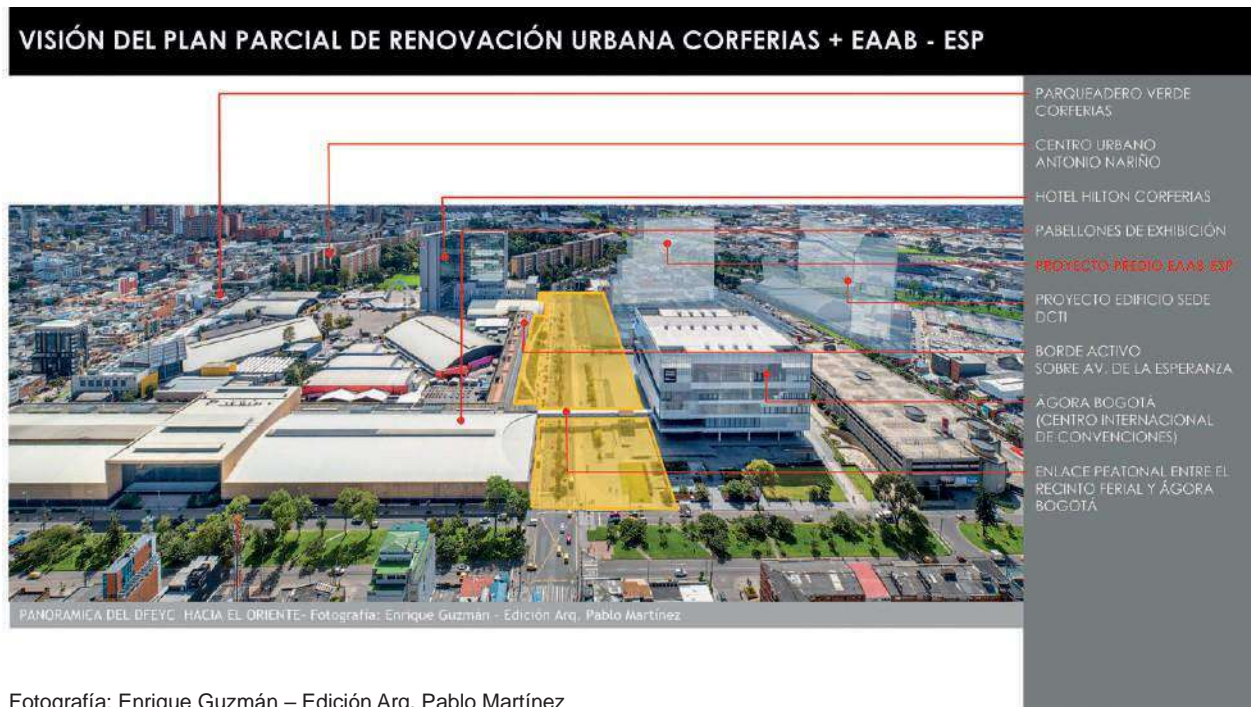 VISIÓN DEL PLAN PARCIAL DE RENOVACIÓN URBANA CORFERIAS + EAAB - ESP
PARQUEADERO VERDE
CORFERIAS
CENTRO URBANO
ANTONIO NARIÑO
HOTEL HILTON CORFERIAS
PABELLONES DE EXHIBICIÓN
PROYECTO PREDIO EAAB-ESP
PROYECTO EDIFICIO SEDE
DCTI
BORDE ACTIVO
SOBRE AV. DE LA ESPERANZA
ÁGORA BOGOTÁ
(CENTRO INTERNACIONAL
DE CONVENCIONES)
ENLACE PEATONAL ENTRE EL
RECINTO FERIAL Y ÁGORA
BOGOTÁ
PANORAMICA DEL DFEYC HACIA EL ORIENTE- Fotografía: Enrique Guzmán - Edición Arq. Pablo Martínez
Fotografía: Enrique Guzmán – Edición Arq. Pablo Martínez